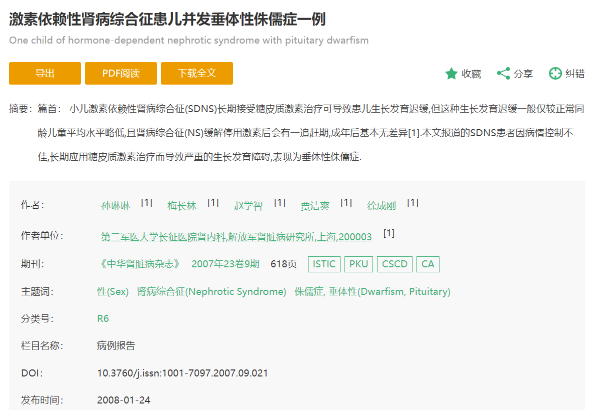 激素依赖性肾病综合征患儿并发垂体性侏儒症一例
One child of hormone-dependent nephrotic syndrome with pituitary dwarfism
导出 PDF阅读 下载全文 收藏 分享 纠错
摘要: 篇首: 小儿激素依赖性肾病综合征(SDNS)长期接受糖皮质激素治疗可导致患儿生长发育迟缓,但这种生长发育迟缓一般仅较正常同
龄儿童平均水平略低,且肾病综合征(NS)缓解停用激素后会有一追赶期,成年后基本无差异[1].本文报道的SDNS患者因病情控制不
佳,长期应用糖皮质激素治疗而导致严重的生长发育障碍,表现为垂体性侏儒症.
作者: 孙琳琳 [1] 梅长林 [1] 赵学智 [1] 贾洁爽 [1] 徐成刚 [1]
作者单位: 第二军医大学长征医院肾内科,解放军肾脏病研究所,上海,200003 [1]
期刊: 《中华肾脏病杂志》 2007年23卷9期 618页 ISTIC PKU CSCD CA
主题词: 性(Sex) 肾病综合征(Nephrotic Syndrome) 侏儒症, 垂体性(Dwarfism, Pituitary)
分类号: R6
栏目名称: 病例报告
DOI: 10.3760/j.issn:1001-7097.2007.09.021
发布时间: 2008-01-24